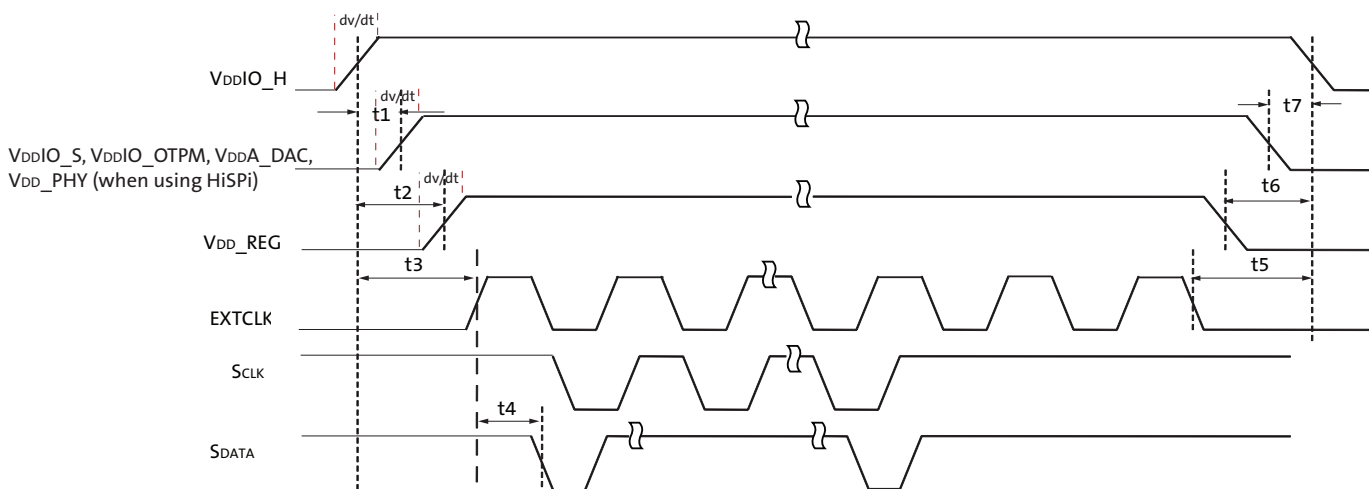 dv/dt
VDDIO_H
dv/dt
t1
t7
VDDIO_S, VDDIO_OTPM, VDDA_DAC,
VDD_PHY (when using HiSPi)
dv/dt
t2
t6
VDD_REG
t3
t5
EXTCLK
SCLK
t4
SDATA